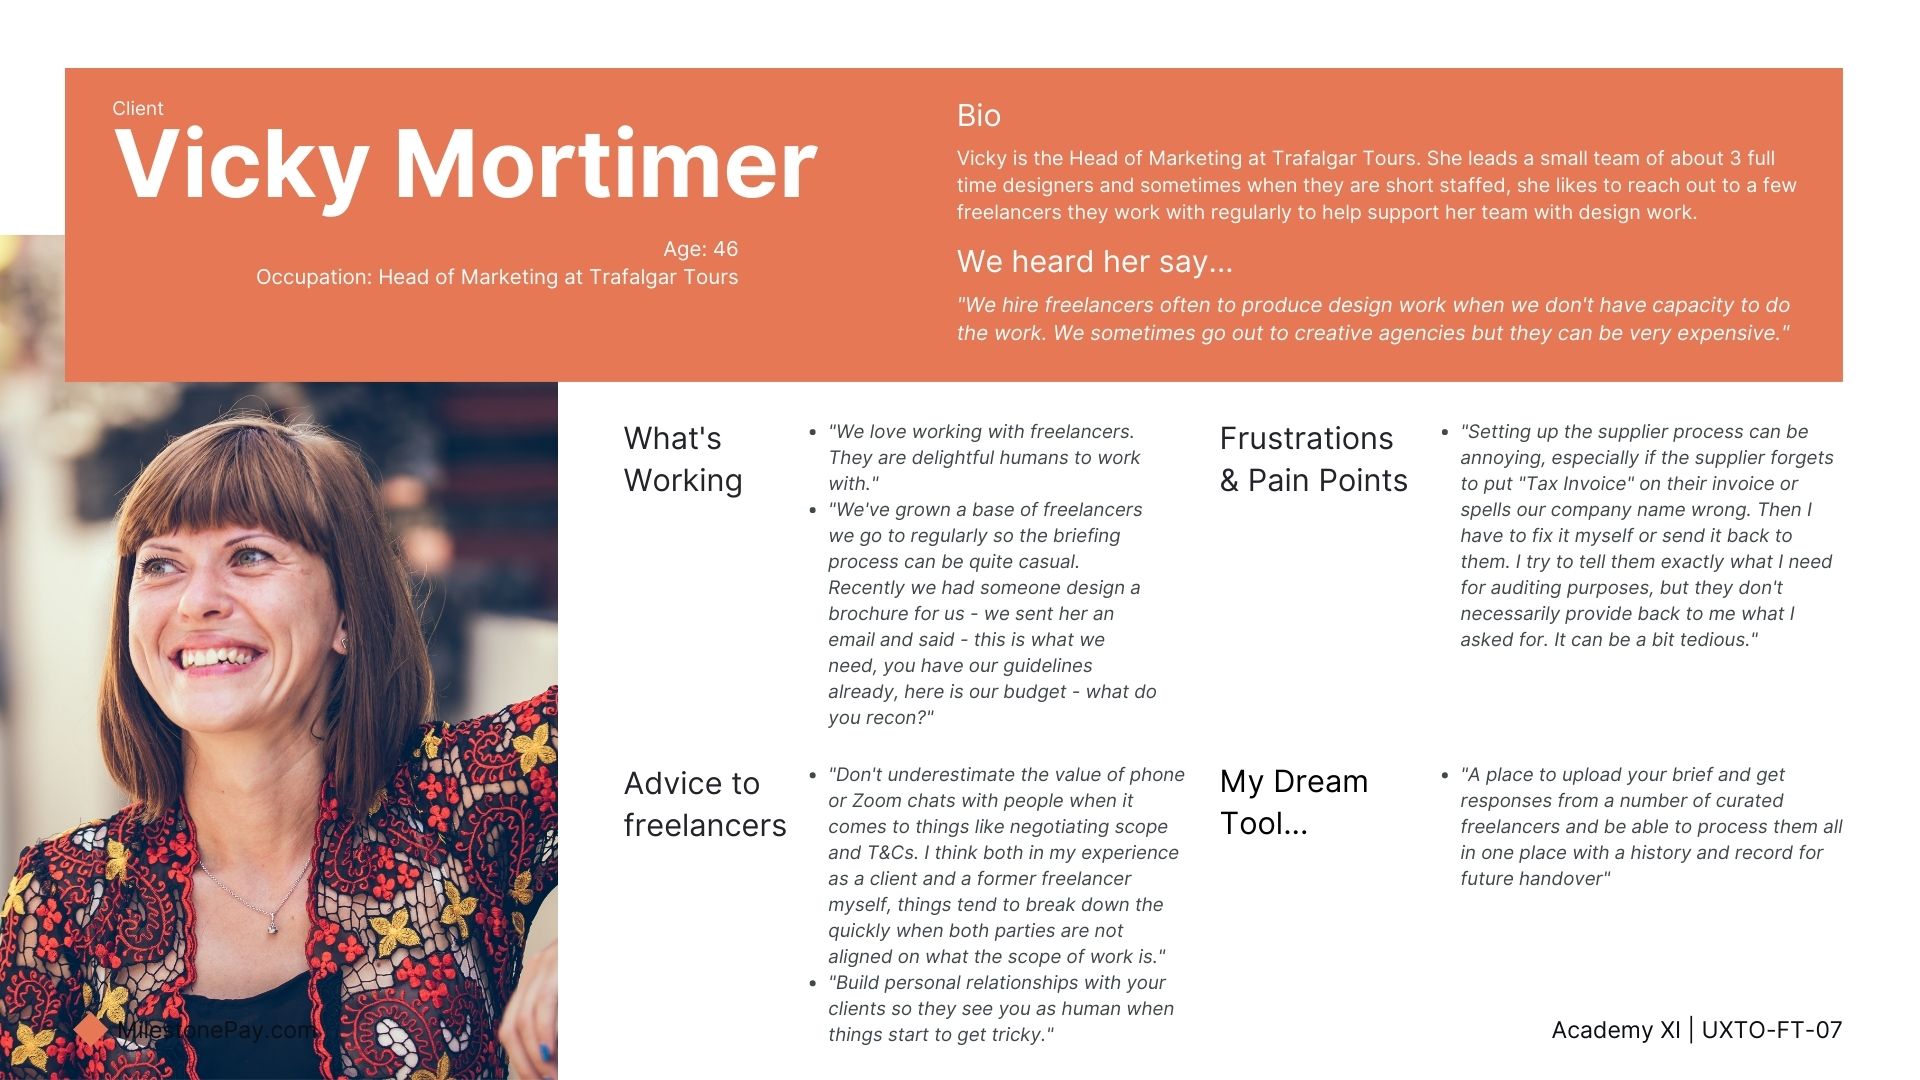 Client
Vicky Mortimer
Age: 46
Occupation: Head of Marketing at Trafalgar Tours
Bio
Vicky is the Head of Marketing at Trafalgar Tours. She leads a small team of about 3 full
time designers and sometimes when they are short staffed, she likes to reach out to a few
freelancers they work with regularly to help support her team with design work.
We heard her say...
"We hire freelancers often to produce design work when we don't have capacity to do
the work. We sometimes go out to creative agencies but they can be very expensive."
What's
Working
• "We love working with freelancers.
They are delightful humans to work
with."
• "We've grown a base of freelancers
we go to regularly so the briefing
process can be quite casual.
Recently we had someone design a
brochure for us - we sent her an
email and said - this is what we
need, you have our guidelines
already, here is our budget - what do
you recon?"
Frustrations
& Pain Points
• "Setting up the supplier process can be
annoying, especially if the supplier forgets
to put "Tax Invoice" on their invoice or
spells our company name wrong. Then I
have to fix it myself or send it back to
them. I try to tell them exactly what I need
for auditing purposes, but they don't
necessarily provide back to me what I
asked for. It can be a bit tedious."
Advice to
freelancers
• "Don't underestimate the value of phone
or Zoom chats with people when it
comes to things like negotiating scope
and T&Cs. I think both in my experience
as a client and a former freelancer
myself, things tend to break down the
quickly when both parties are not
aligned on what the scope of work is."
• "Build personal relationships with your
clients so they see you as human when
things start to get tricky."
My Dream
Tool...
• "A place to upload your brief and get
responses from a number of curated
freelancers and be able to process them all
in one place with a history and record for
future handover"
MilestonePay.com
Academy XI | UXTO-FT-07